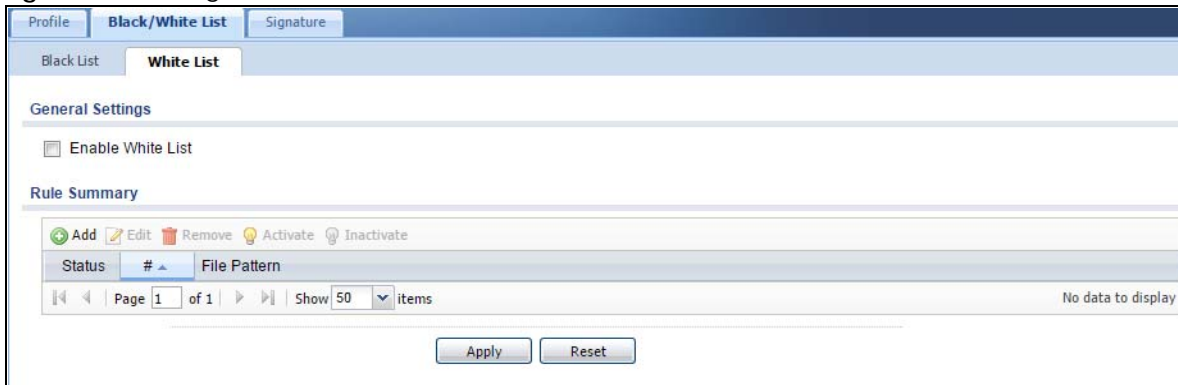 Profile Black/White List Signature
Black List White List
General Settings
Enable White List
Rule Summary
Add Edit Remove Activate Inactivate
Status # File Pattern
Page 1 of 1 Show 50 items No data to display
Apply Reset